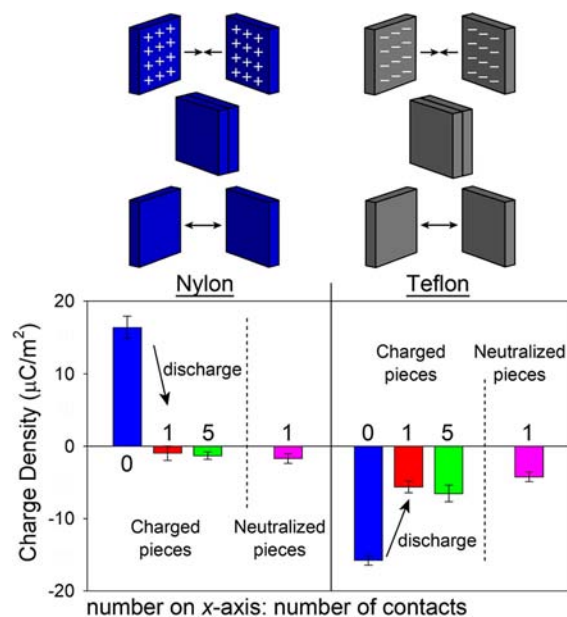 Nylon
Teflon
Charge Density (μC/m²)
20
10
0
-10
-20
discharge
0
1
5
1
Charged
pieces
Neutralized
pieces
Charged
pieces
Neutralized
pieces
0
1
5
1
discharge
number on x-axis: number of contacts